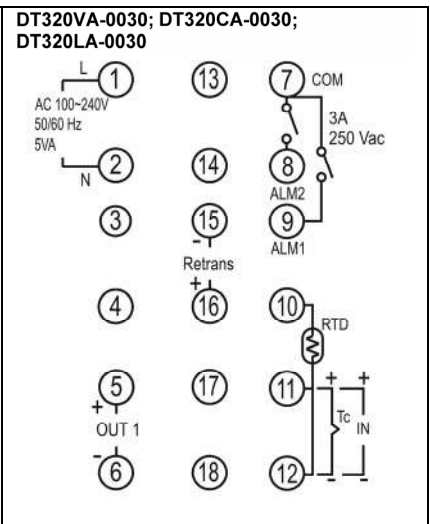 DT320VA-0030; DT320CA-0030;
DT320LA-0030
L
1
13
7
COM
AC 100~240V
50/60 Hz
5VA
3A
250 Vac
N
2
14
8
ALM2
3
15
9
-
ALM1
Retrans
+
4
16
10
RTD
5
17
11
+
+
+
OUT 1
Tc
IN
-
-
-
6
18
12